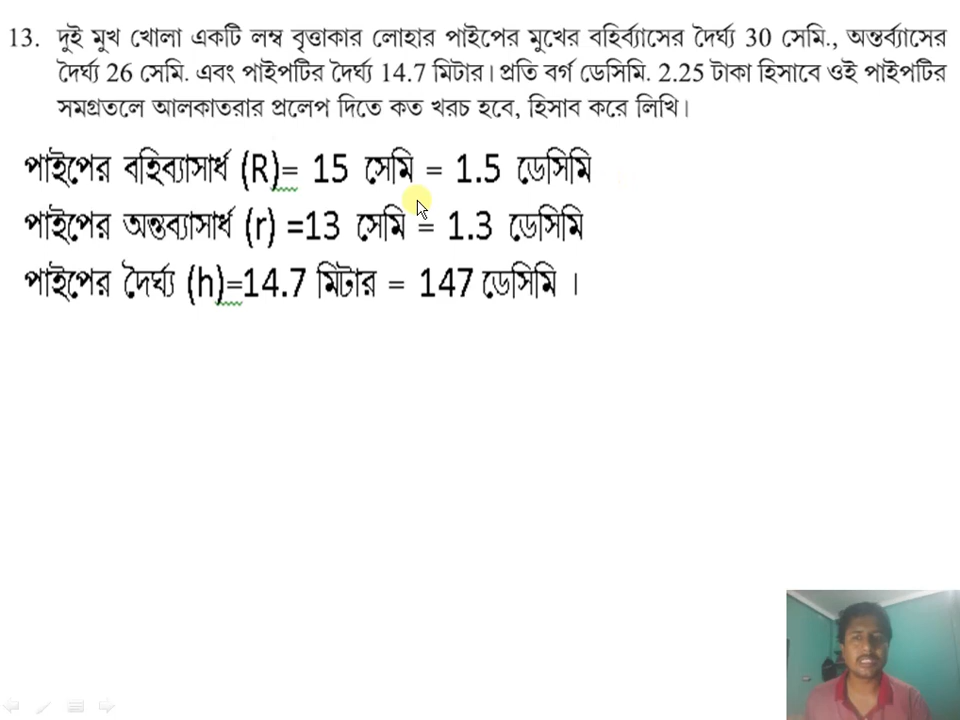 13. দুই মুখ খোলা একটি লম্ব বৃত্তাকার লোহার পাইপের মুখের বহির্ব্যাসের দৈর্ঘ্য 30 সেমি., অন্তর্ব্যাসের
দৈর্ঘ্য 26 সেমি. এবং পাইপটির দৈর্ঘ্য 14.7 মিটার। প্রতি বর্গ ডেসিমি. 2.25 টাকা হিসাবে ওই পাইপটির
সমগ্রতলে আলকাতরার প্রলেপ দিতে কত খরচ হবে, হিসাব করে লিখি।
পাইপের বহিব্যাসার্ধ (R)= 15 সেমি = 1.5 ডেসিমি
পাইপের অন্তব্যাসার্ধ (r) =13 সেমি = 1.3 ডেসিমি
পাইপের দৈর্ঘ্য (h)=14.7 মিটার = 147 ডেসিমি ।